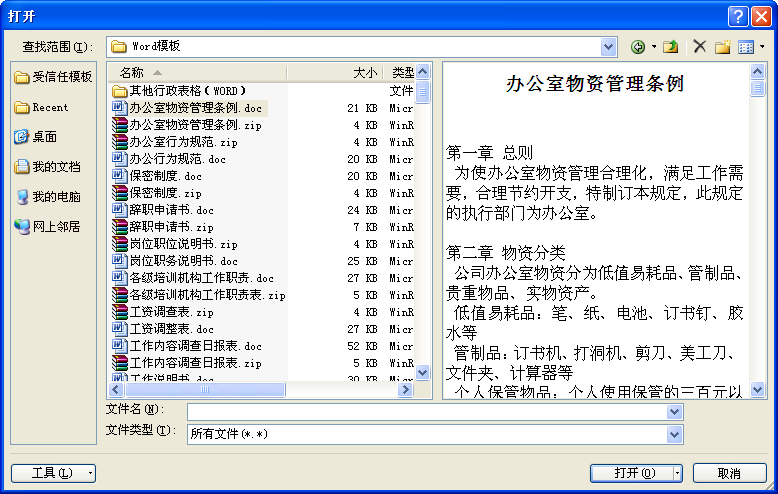 打开
查找范围(I):
Word模板
受信任模板
Recent
桌面
我的文档
我的电脑
网上邻居
名称 大小 类型
其他行政表格(WORD) 文件
办公室物资管理条例.doc 21 KB Micr
办公室物资管理条例.zip 4 KB WinR
办公室行为规范.zip 4 KB WinR
办公行为规范.doc 20 KB Micr
保密制度.doc 20 KB Micr
保密制度.zip 4 KB WinR
辞职申请书.doc 24 KB Micr
辞职申请书.zip 7 KB WinR
岗位职位说明书.zip 4 KB WinR
岗位职务说明书.doc 25 KB Micr
各级培训机构工作职责.doc 27 KB Micr
各级培训机构工作职责表.zip 5 KB WinR
工资调查表.zip 4 KB WinR
工资调整表.doc 27 KB Micr
工作内容调查日报表.doc 52 KB Micr
工作内容调查日报表.zip 5 KB WinR
工作说明书.doc 30 KB Micr
办公室物资管理条例
第一章 总则
为使办公室物资管理合理化，满足工作需
要，合理节约开支，特制订本规定，此规定
的执行部门为办公室。
第二章 物资分类
公司办公室物资分为低值易耗品、管制品、
贵重物品、实物资产。
低值易耗品：笔、纸、电池、订书钉、胶
水等
管制品：订书机、打洞机、剪刀、美工刀、
文件夹、计算器等
个人保管物品：个人使用保管的三百元以
文件名(N):
文件类型(T):
所有文件(*.*)
工具(L)
打开(O)
取消